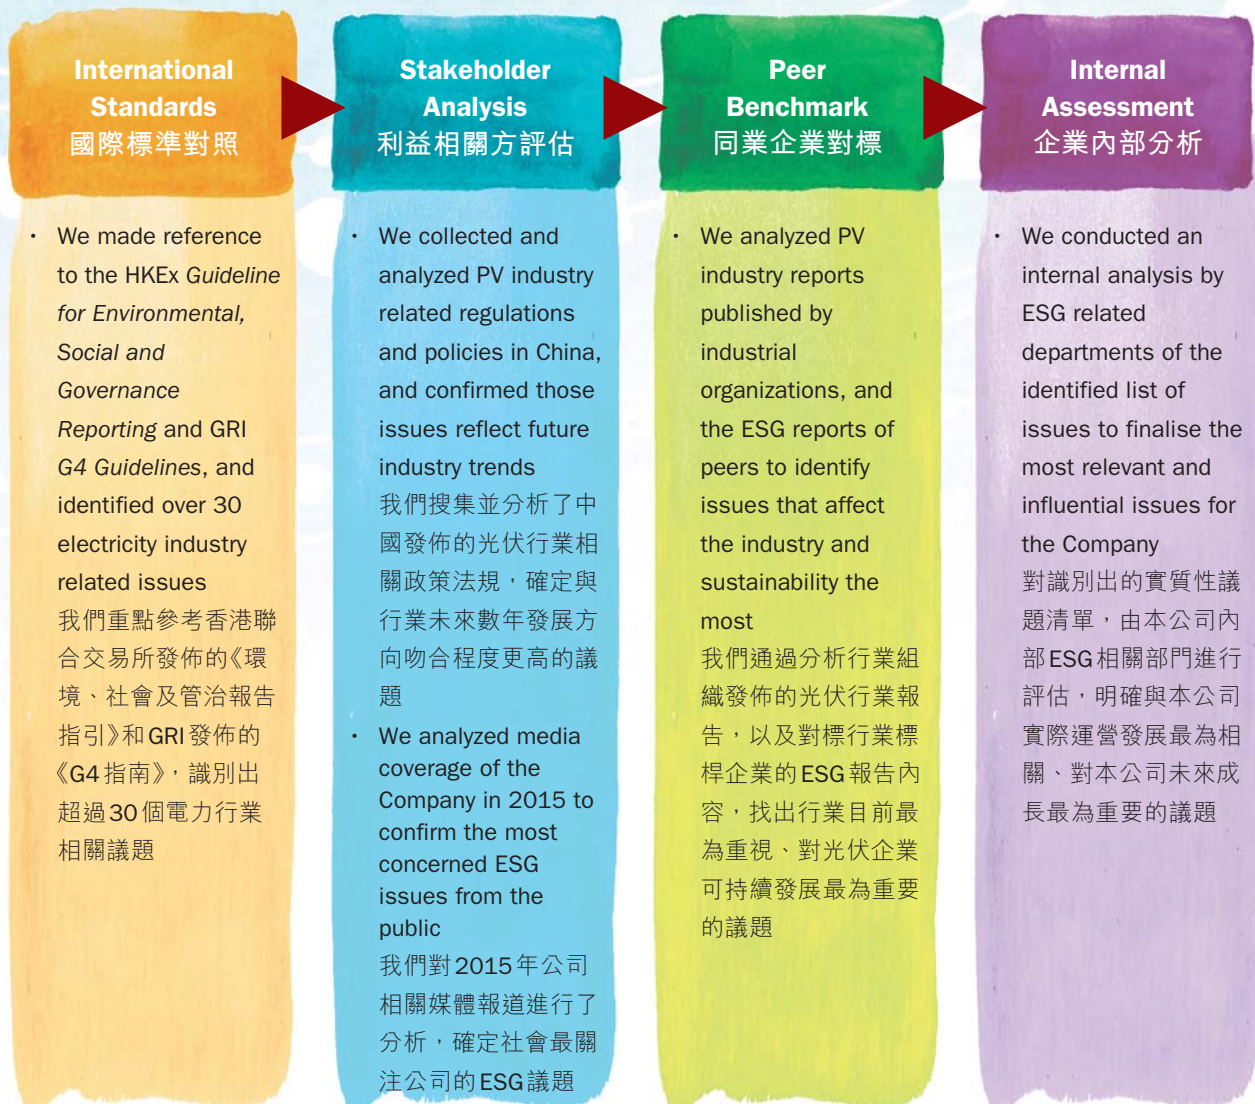 International
Standards
國際標準對照
Stakeholder
Analysis
利益相關方評估
Peer
Benchmark
同業企業對標
Internal
Assessment
企業內部分析
· We made reference
to the HKEx Guideline
for Environmental,
Social and
Governance
Reporting and GRI
G4 Guidelines, and
identified over 30
electricity industry
related issues
我們重點參考香港聯
合交易所發佈的《環
境、社會及管治報告
指引》和GRI發佈的
《G4指南》，識別出
超過30個電力行業
相關議題
· We collected and
analyzed PV industry
related regulations
and policies in China,
and confirmed those
issues reflect future
industry trends
我們搜集並分析了中
國發佈的光伏行業相
關政策法規，確定與
行業未來數年發展方
向吻合程度更高的議
題
· We analyzed media
coverage of the
Company in 2015 to
confirm the most
concerned ESG
issues from the
public
我們對2015年公司
相關媒體報道進行了
分析，確定社會最關
注公司的ESG議題
· We analyzed PV
industry reports
published by
industrial
organizations, and
the ESG reports of
peers to identify
issues that affect
the industry and
sustainability the
most
我們通過分析行業組
織發佈的光伏行業報
告，以及對標行業標
桿企業的ESG報告內
容，找出行業目前最
為重視、對光伏企業
可持續發展最為重要
的議題
· We conducted an
internal analysis by
ESG related
departments of the
identified list of
issues to finalise the
most relevant and
influential issues for
the Company
對識別出的實質性議
題清單，由本公司內
部ESG相關部門進行
評估，明確與本公司
實際運營發展最為相
關、對本公司未來成
長最為重要的議題